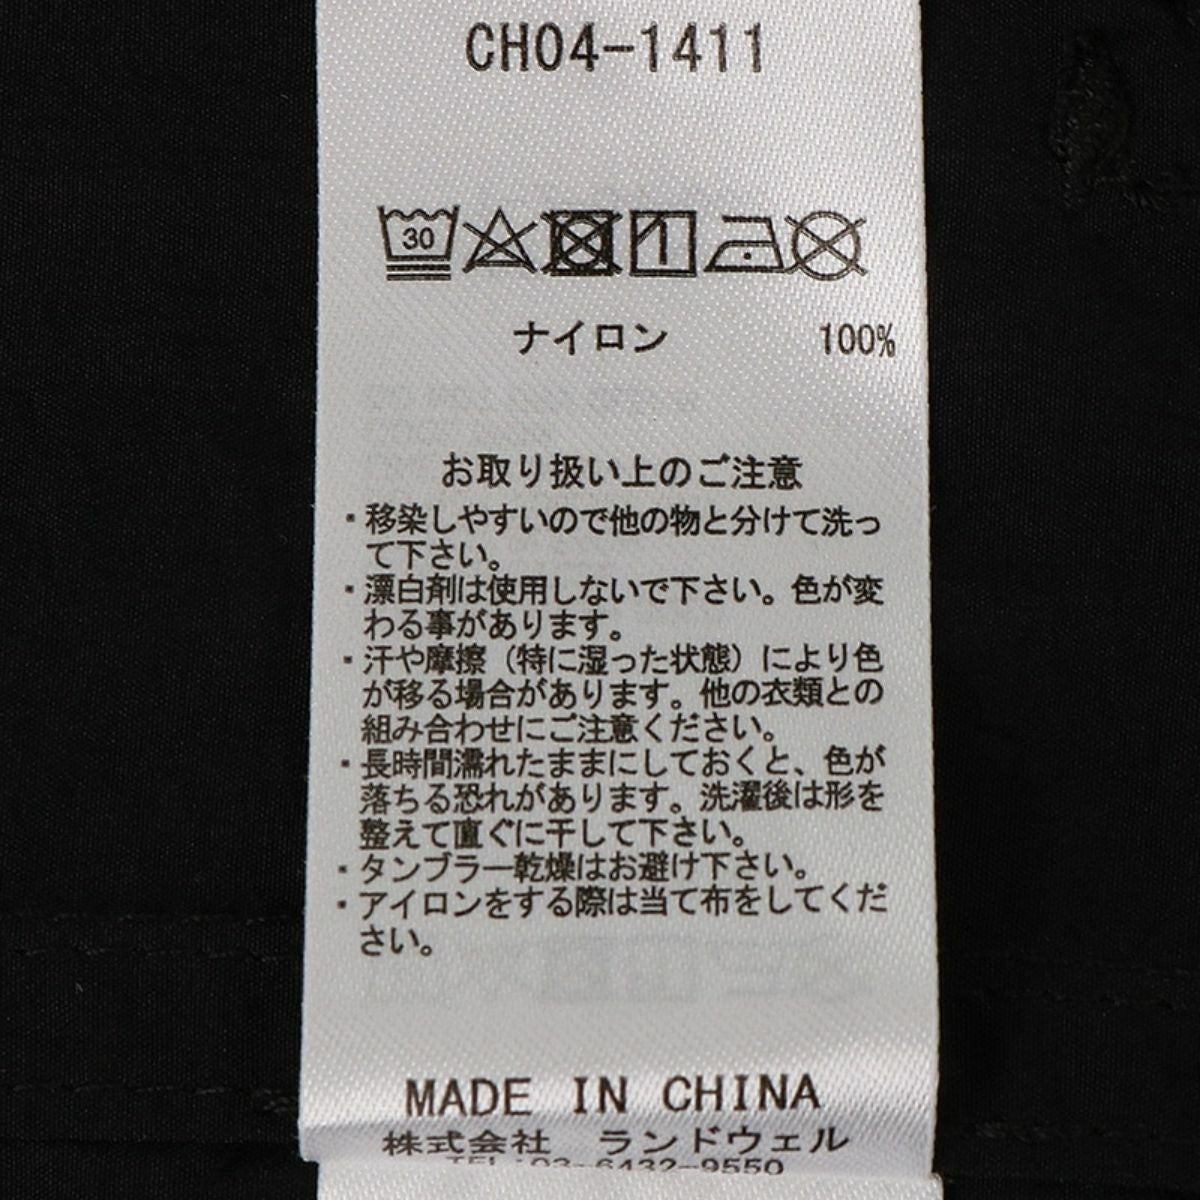 CH04-1411
30
ナイロン 100%
お取り扱い上のご注意
・移染しやすいので他の物と分けて洗っ
て下さい。
・漂白剤は使用しないで下さい。色が変
わる事があります。
・汗や摩擦（特に湿った状態）により色
が移る場合があります。他の衣類との
組み合わせにご注意ください。
・長時間濡れたままにしておくと、色が
落ちる恐れがあります。洗濯後は形を
整えて直ぐに干して下さい。
・タンブラー乾燥はお避け下さい。
・アイロンをする際は当て布をしてくだ
さい。
MADE IN CHINA
株式会社 ランドウェル
TEL:03-6432-9550